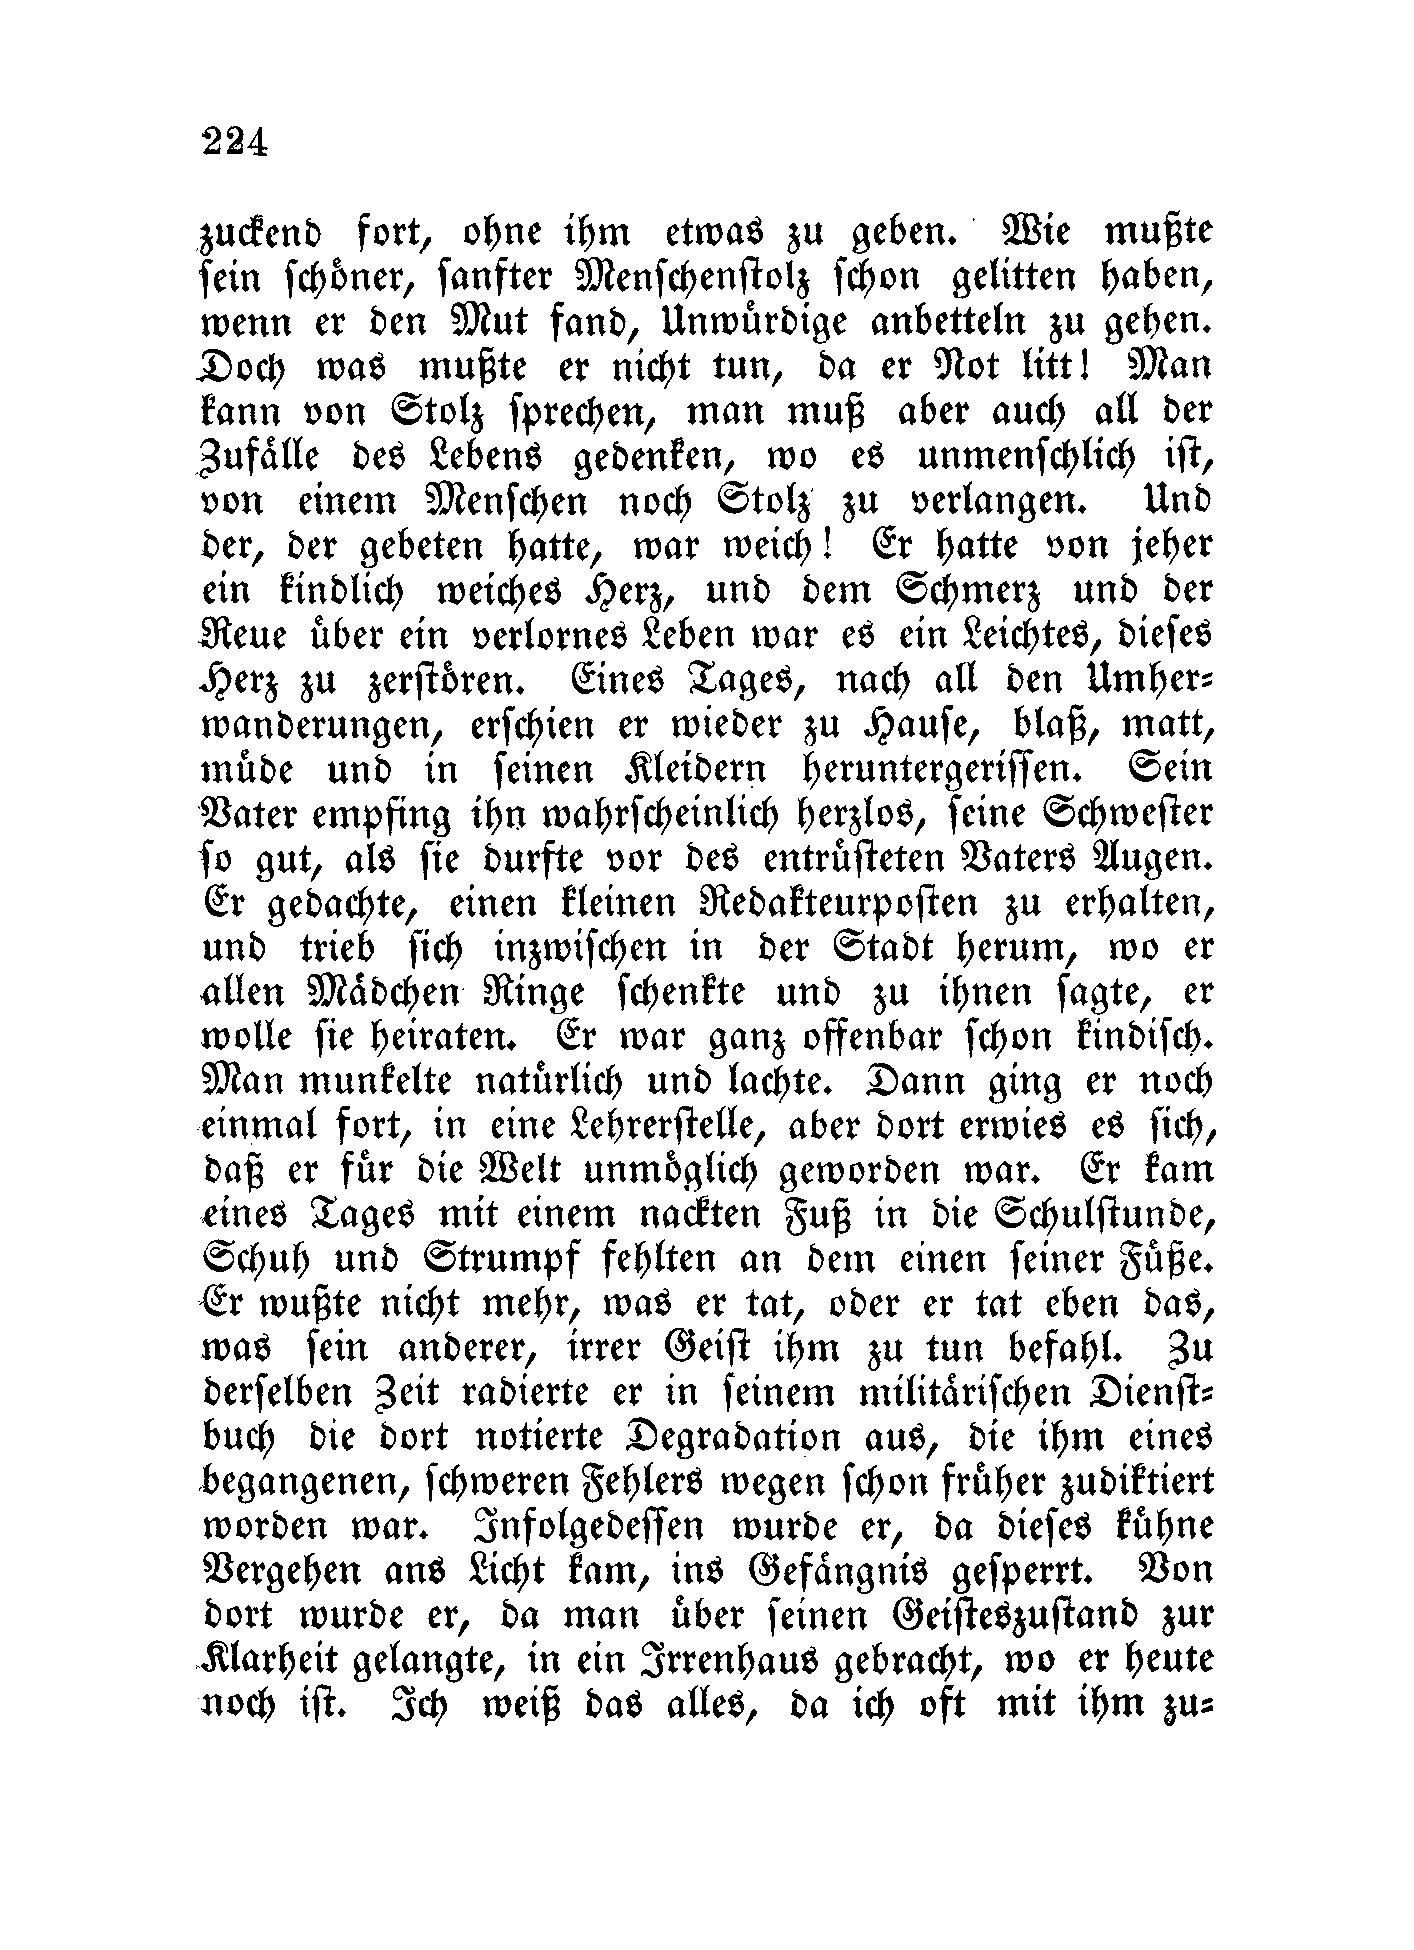 224
zuckend fort, ohne ihm etwas zu geben. Wie mußte
sein schöner, sanfter Menschenstolz schon gelitten haben,
wenn er den Mut fand, Unwürdige anbetteln zu gehen.
Doch was mußte er nicht tun, da er Not litt! Man
kann von Stolz sprechen, man muß aber auch all der
Zufälle des Lebens gedenken, wo es unmenschlich ist,
von einem Menschen noch Stolz zu verlangen. Und
der, der gebeten hatte, war weich! Er hatte von jeher
ein kindlich weiches Herz, und dem Schmerz und der
Reue über ein verlornes Leben war es ein Leichtes, dieses
Herz zu zerstören. Eines Tages, nach all den Umher-
wanderungen, erschien er wieder zu Hause, blaß, matt,
müde und in seinen Kleidern heruntergerissen. Sein
Vater empfing ihn wahrscheinlich herzlos, seine Schwester
so gut, als sie durfte vor des entrüsteten Vaters Augen.
Er gedachte, einen kleinen Redakteurposten zu erhalten,
und trieb sich inzwischen in der Stadt herum, wo er
allen Mädchen Ringe schenkte und zu ihnen sagte, er
wolle sie heiraten. Er war ganz offenbar schon kindisch.
Man munkelte natürlich und lachte. Dann ging er noch
einmal fort, in eine Lehrerstelle, aber dort erwies es sich,
daß er für die Welt unmöglich geworden war. Er kam
eines Tages mit einem nackten Fuß in die Schulstunde,
Schuh und Strumpf fehlten an dem einen seiner Füße.
Er wußte nicht mehr, was er tat, oder er tat eben das,
was sein anderer, irrer Geist ihm zu tun befahl. Zu
derselben Zeit radierte er in seinem militärischen Dienst-
buch die dort notierte Degradation aus, die ihm eines
begangenen, schweren Fehlers wegen schon früher zudiktiert
worden war. Infolgedessen wurde er, da dieses kühne
Vergehen ans Licht kam, ins Gefängnis gesperrt. Von
dort wurde er, da man über seinen Geisteszustand zur
Klarheit gelangte, in ein Irrenhaus gebracht, wo er heute
noch ist. Ich weiß das alles, da ich oft mit ihm zu-